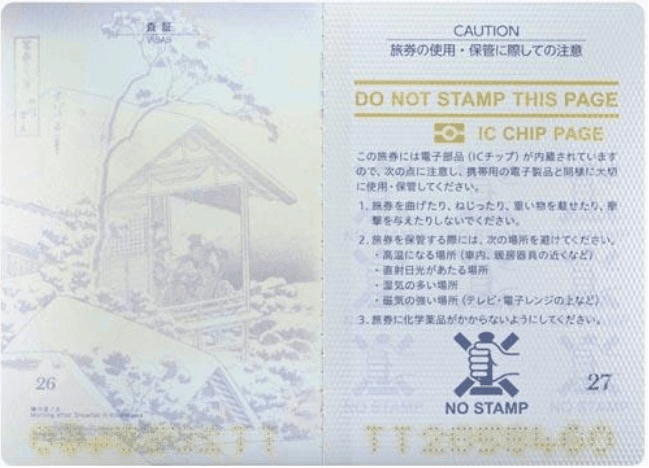 査証
VISAS
26
Morning After Snowfall in Koishikawa
CAUTION
旅券の使用・保管に際しての注意
DO NOT STAMP THIS PAGE
IC CHIP PAGE
この旅券には電子部品(ICチップ)が内蔵されています
ので、次の点に注意し、携帯用の電子製品と同様に大切
に使用・保管してください。
1. 旅券を曲げたり、ねじったり、重い物を載せたり、衝
撃を与えたりしないでください。
2. 旅券を保管する際には、次の場所を避けてください。
・高温になる場所(車内、暖房器具の近くなど)
・直射日光があたる場所
・湿気の多い場所
・磁気の強い場所(テレビ・電子レンジの上など)
3. 旅券に化学薬品がかからないようにしてください。
NO STAMP
27